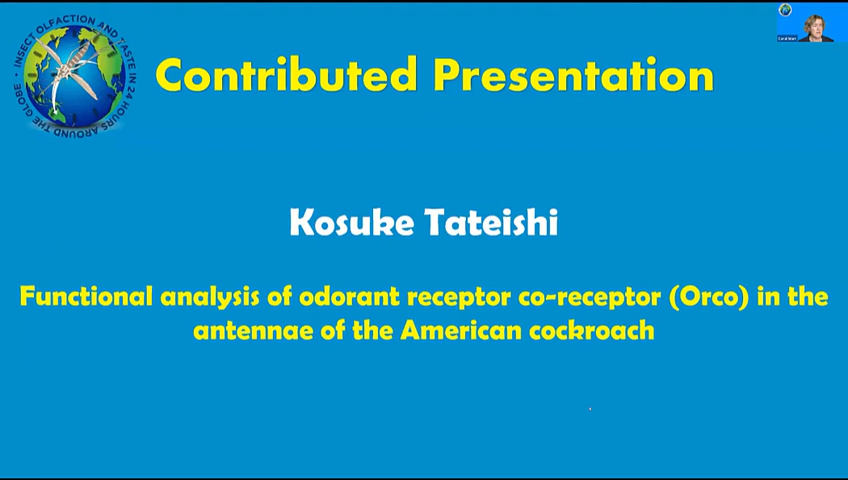 INSECT OLFACTION AND TASTE IN 24 HOURS AROUND THE GLOBE
Contributed Presentation
Kosuke Tateishi
Functional analysis of odorant receptor co-receptor (Orco) in the
antennae of the American cockroach